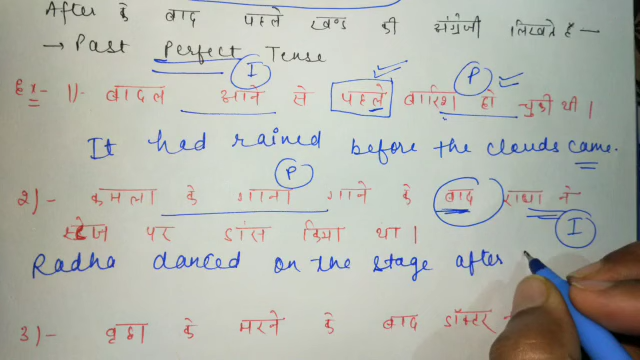 After के बाद पहले खण्ड की अंग्रेजी लिखते हैं —
→ Past Perfect Tense
I P
Ex- 1)- बादल आने से पहले बारिश हो चुकी थी |
It had rained before the clouds came.
P
2)- कमला के गाना गाने के बाद राधा ने
I
स्टेज पर डांस किया था |
Radha danced on the stage after
3)- वृद्धा के मरने के बाद डॉक्टर